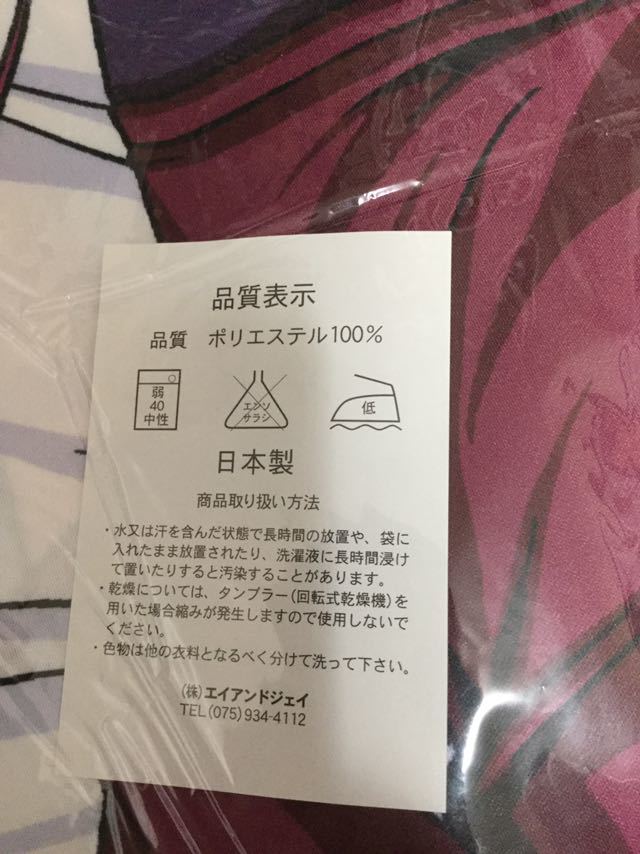 品質表示
品質 ポリエステル100%
弱
40
中性
エンソ
サラシ
低
日本製
商品取り扱い方法
・水又は汗を含んだ状態で長時間の放置や、袋に
入れたまま放置されたり、洗濯液に長時間浸け
て置いたりすると汚染することがあります。
・乾燥については、タンブラー(回転式乾燥機)を
用いた場合縮みが発生しますので使用しないで
ください。
・色物は他の衣料となるべく分けて洗って下さい。
(株)エイアンドジェイ
TEL(075)934-4112